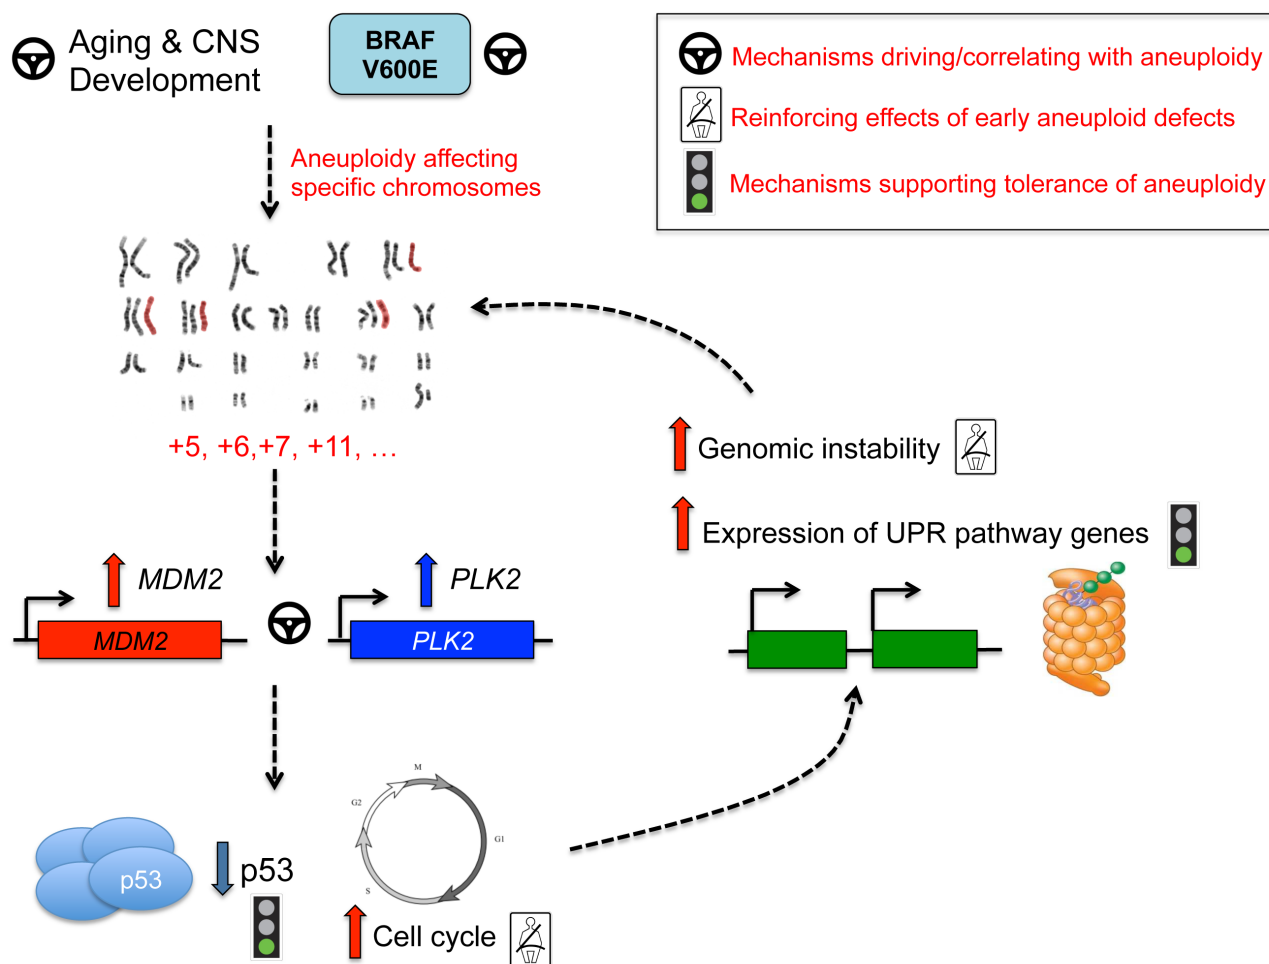 Aging & CNS
Development
BRAF
V600E
Mechanisms driving/correlating with aneuploidy
Reinforcing effects of early aneuploid defects
Mechanisms supporting tolerance of aneuploidy
Aneuploidy affecting
specific chromosomes
+5, +6,+7, +11, ...
Genomic instability
Expression of UPR pathway genes
MDM2
PLK2
MDM2
PLK2
M
G2
G1
S
p53
p53
Cell cycle